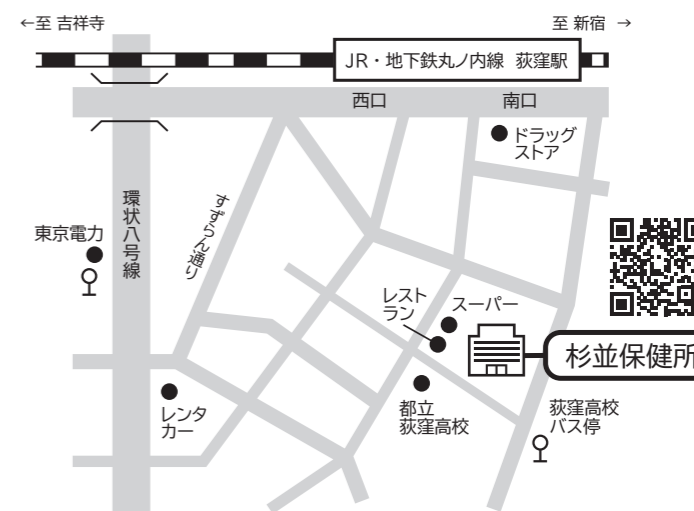 ←至 吉祥寺
至 新宿 →
JR・地下鉄丸ノ内線 荻窪駅
西口
南口
ドラッグ
ストア
環状八号線
すずらん通り
東京電力
レスト
ラン
スーパー
杉並保健所
レンタ
カー
都立
荻窪高校
荻窪高校
バス停